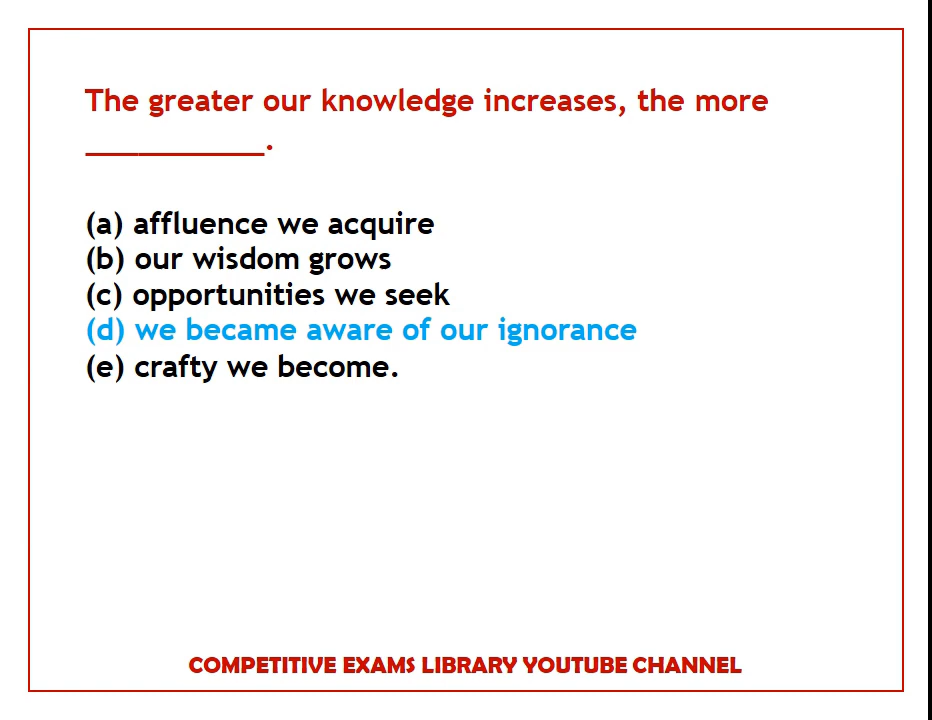 The greater our knowledge increases, the more
__________.
(a) affluence we acquire
(b) our wisdom grows
(c) opportunities we seek
(d) we became aware of our ignorance
(e) crafty we become.
COMPETITIVE EXAMS LIBRARY YOUTUBE CHANNEL